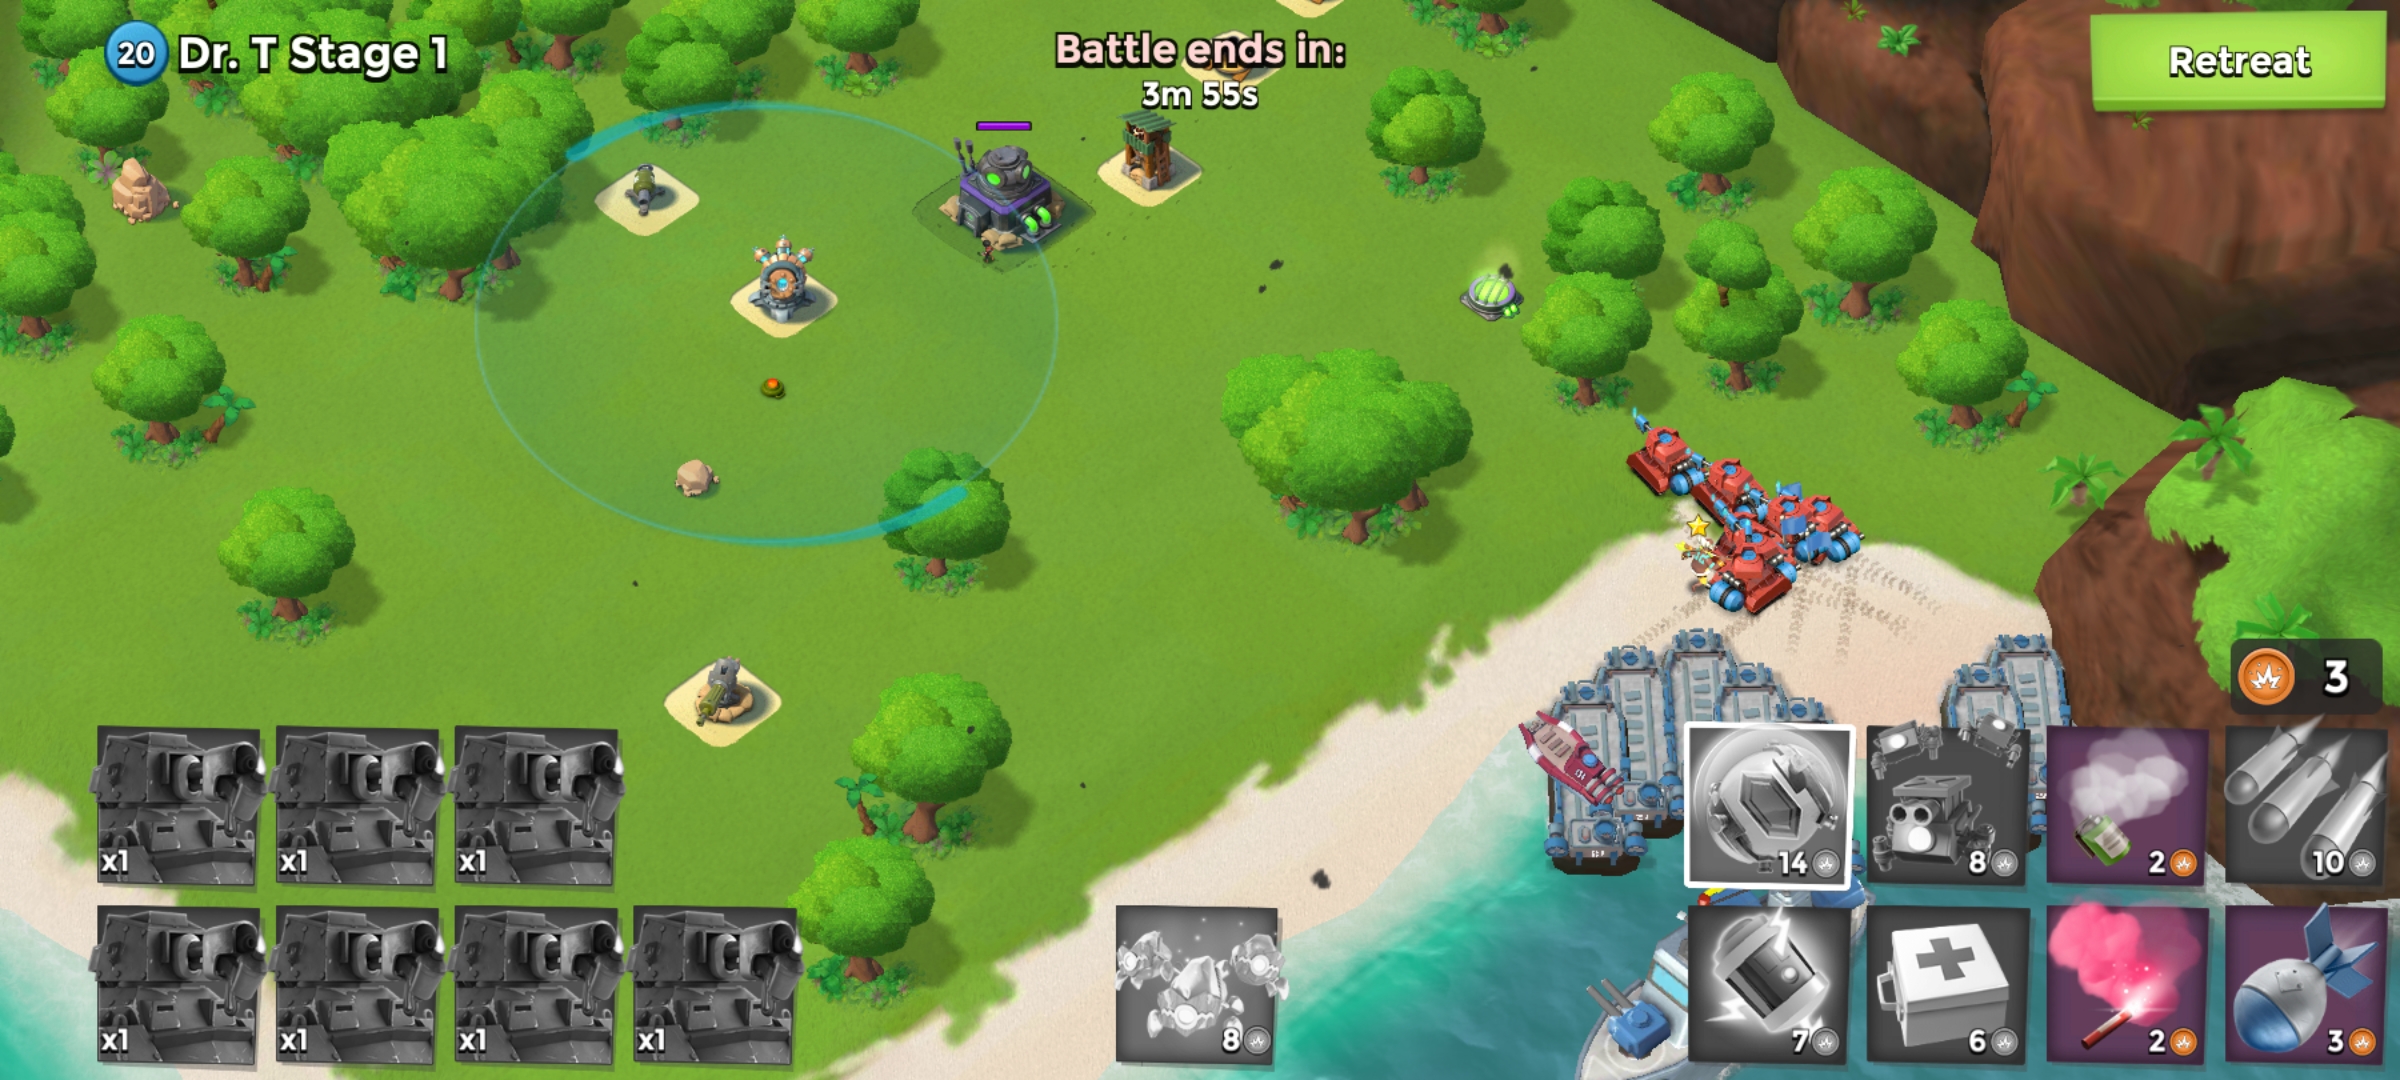 20 Dr. T Stage 1
Battle ends in:
3m 55s
Retreat
3
x1 x1 x1
14 8 2 10
x1 x1 x1 x1
8 7 6 2 3